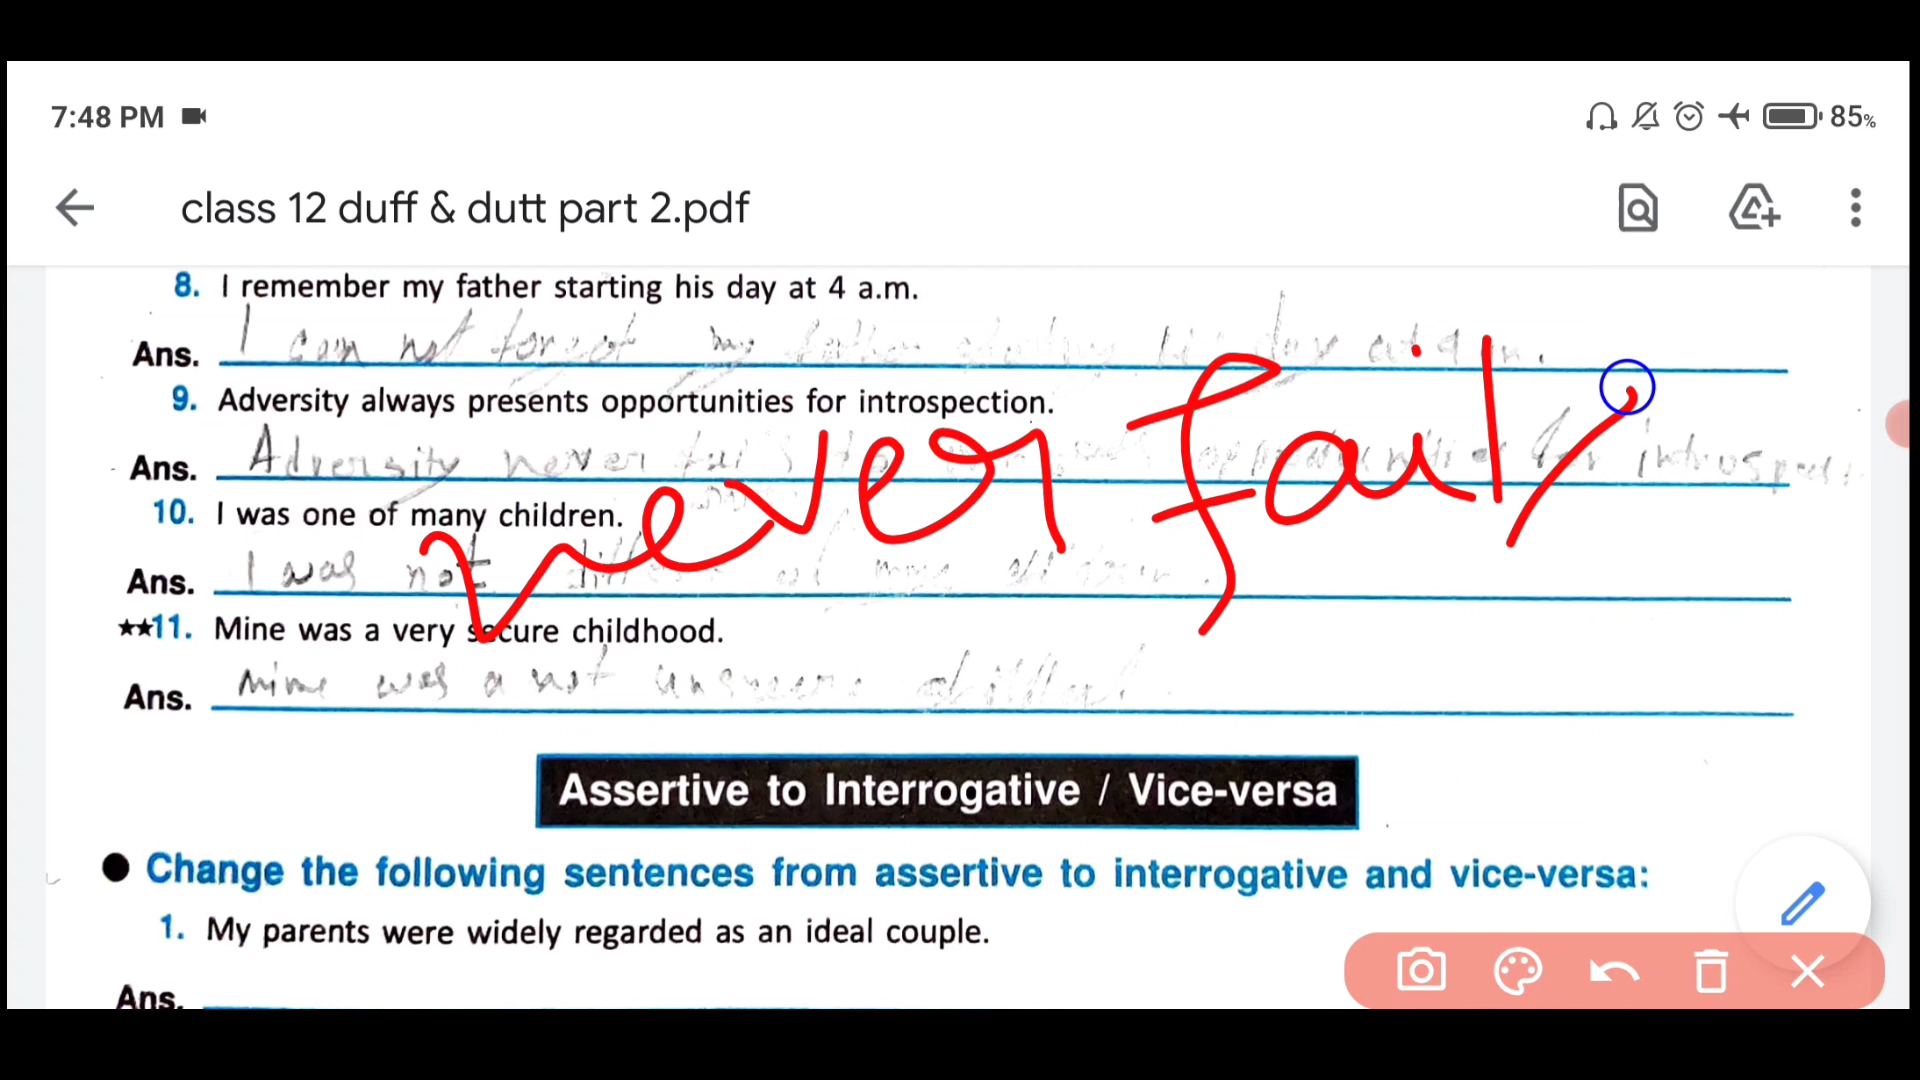 7:48 PM
85%
class 12 duff & dutt part 2.pdf
8. I remember my father starting his day at 4 a.m.
Ans. I can not forget my father his day at 4
9. Adversity always presents opportunities for introspection.
Ans. Adversity never opportunities for introspect
never fail
10. I was one of many children.
Ans. I was not
★★11. Mine was a very secure childhood.
Ans. Mine was a not
Assertive to Interrogative / Vice-versa
● Change the following sentences from assertive to interrogative and vice-versa:
1. My parents were widely regarded as an ideal couple.
Ans.